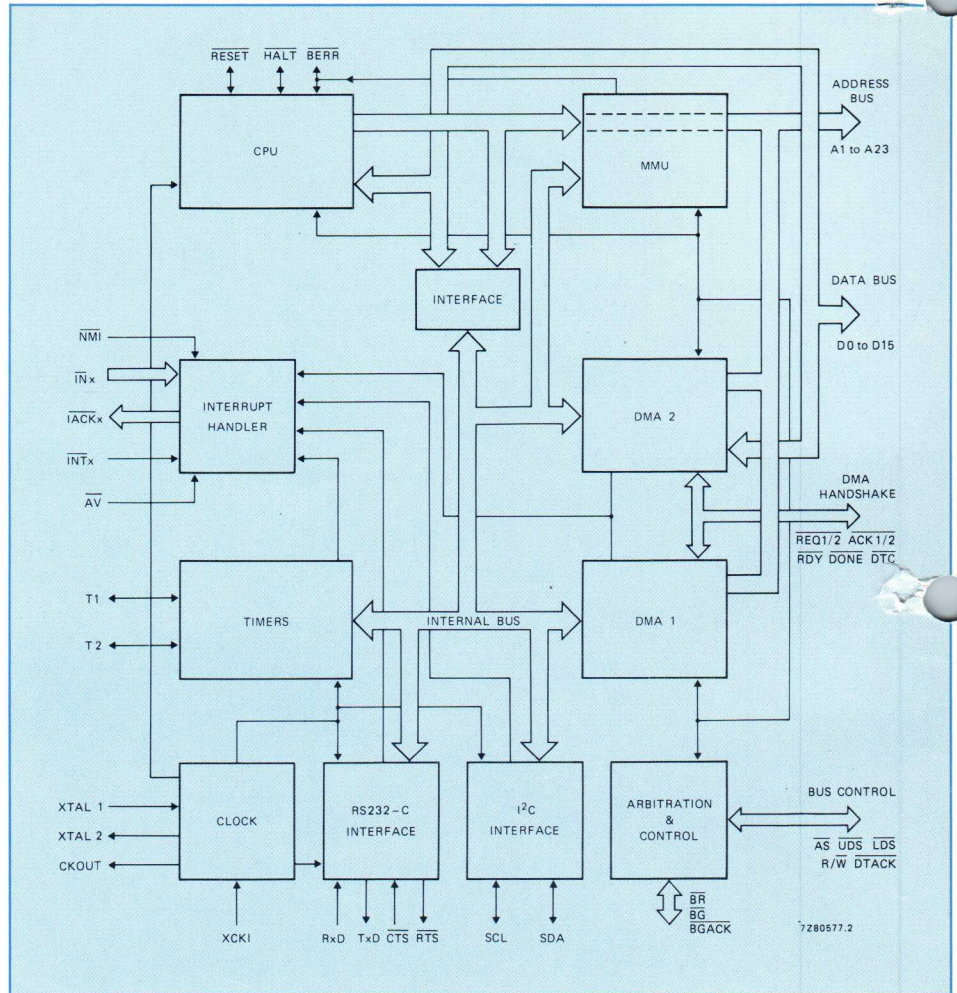 RESET HALT BERR
ADDRESS
BUS
A1 to A23
CPU
MMU
INTERFACE
DATA BUS
D0 to D15
NMI
INx
IACKx
INTx
AV
INTERRUPT
HANDLER
DMA 2
DMA
HANDSHAKE
REQ1/2 ACK1/2
RDY DONE DTC
T1
T2
TIMERS
INTERNAL BUS
DMA 1
XTAL 1
XTAL 2
CKOUT
CLOCK
XCKI
RS232-C
INTERFACE
RxD TxD CTS RTS
I²C
INTERFACE
SCL SDA
ARBITRATION
&
CONTROL
BUS CONTROL
AS UDS LDS
R/W DTACK
BR
BG
BGACK
7Z80577.2